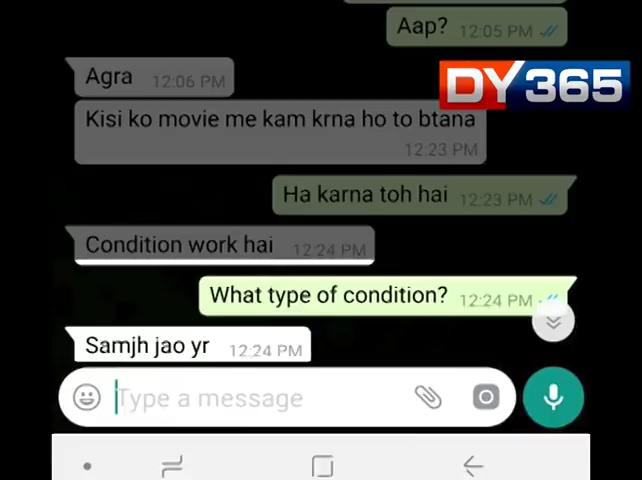 Aap? 12:05 PM
DY365
Agra 12:06 PM
Kisi ko movie me kam krna ho to btana
12:23 PM
Ha karna toh hai 12:23 PM
Condition work hai 12:24 PM
What type of condition? 12:24 PM
Samjh jao yr 12:24 PM
Type a message